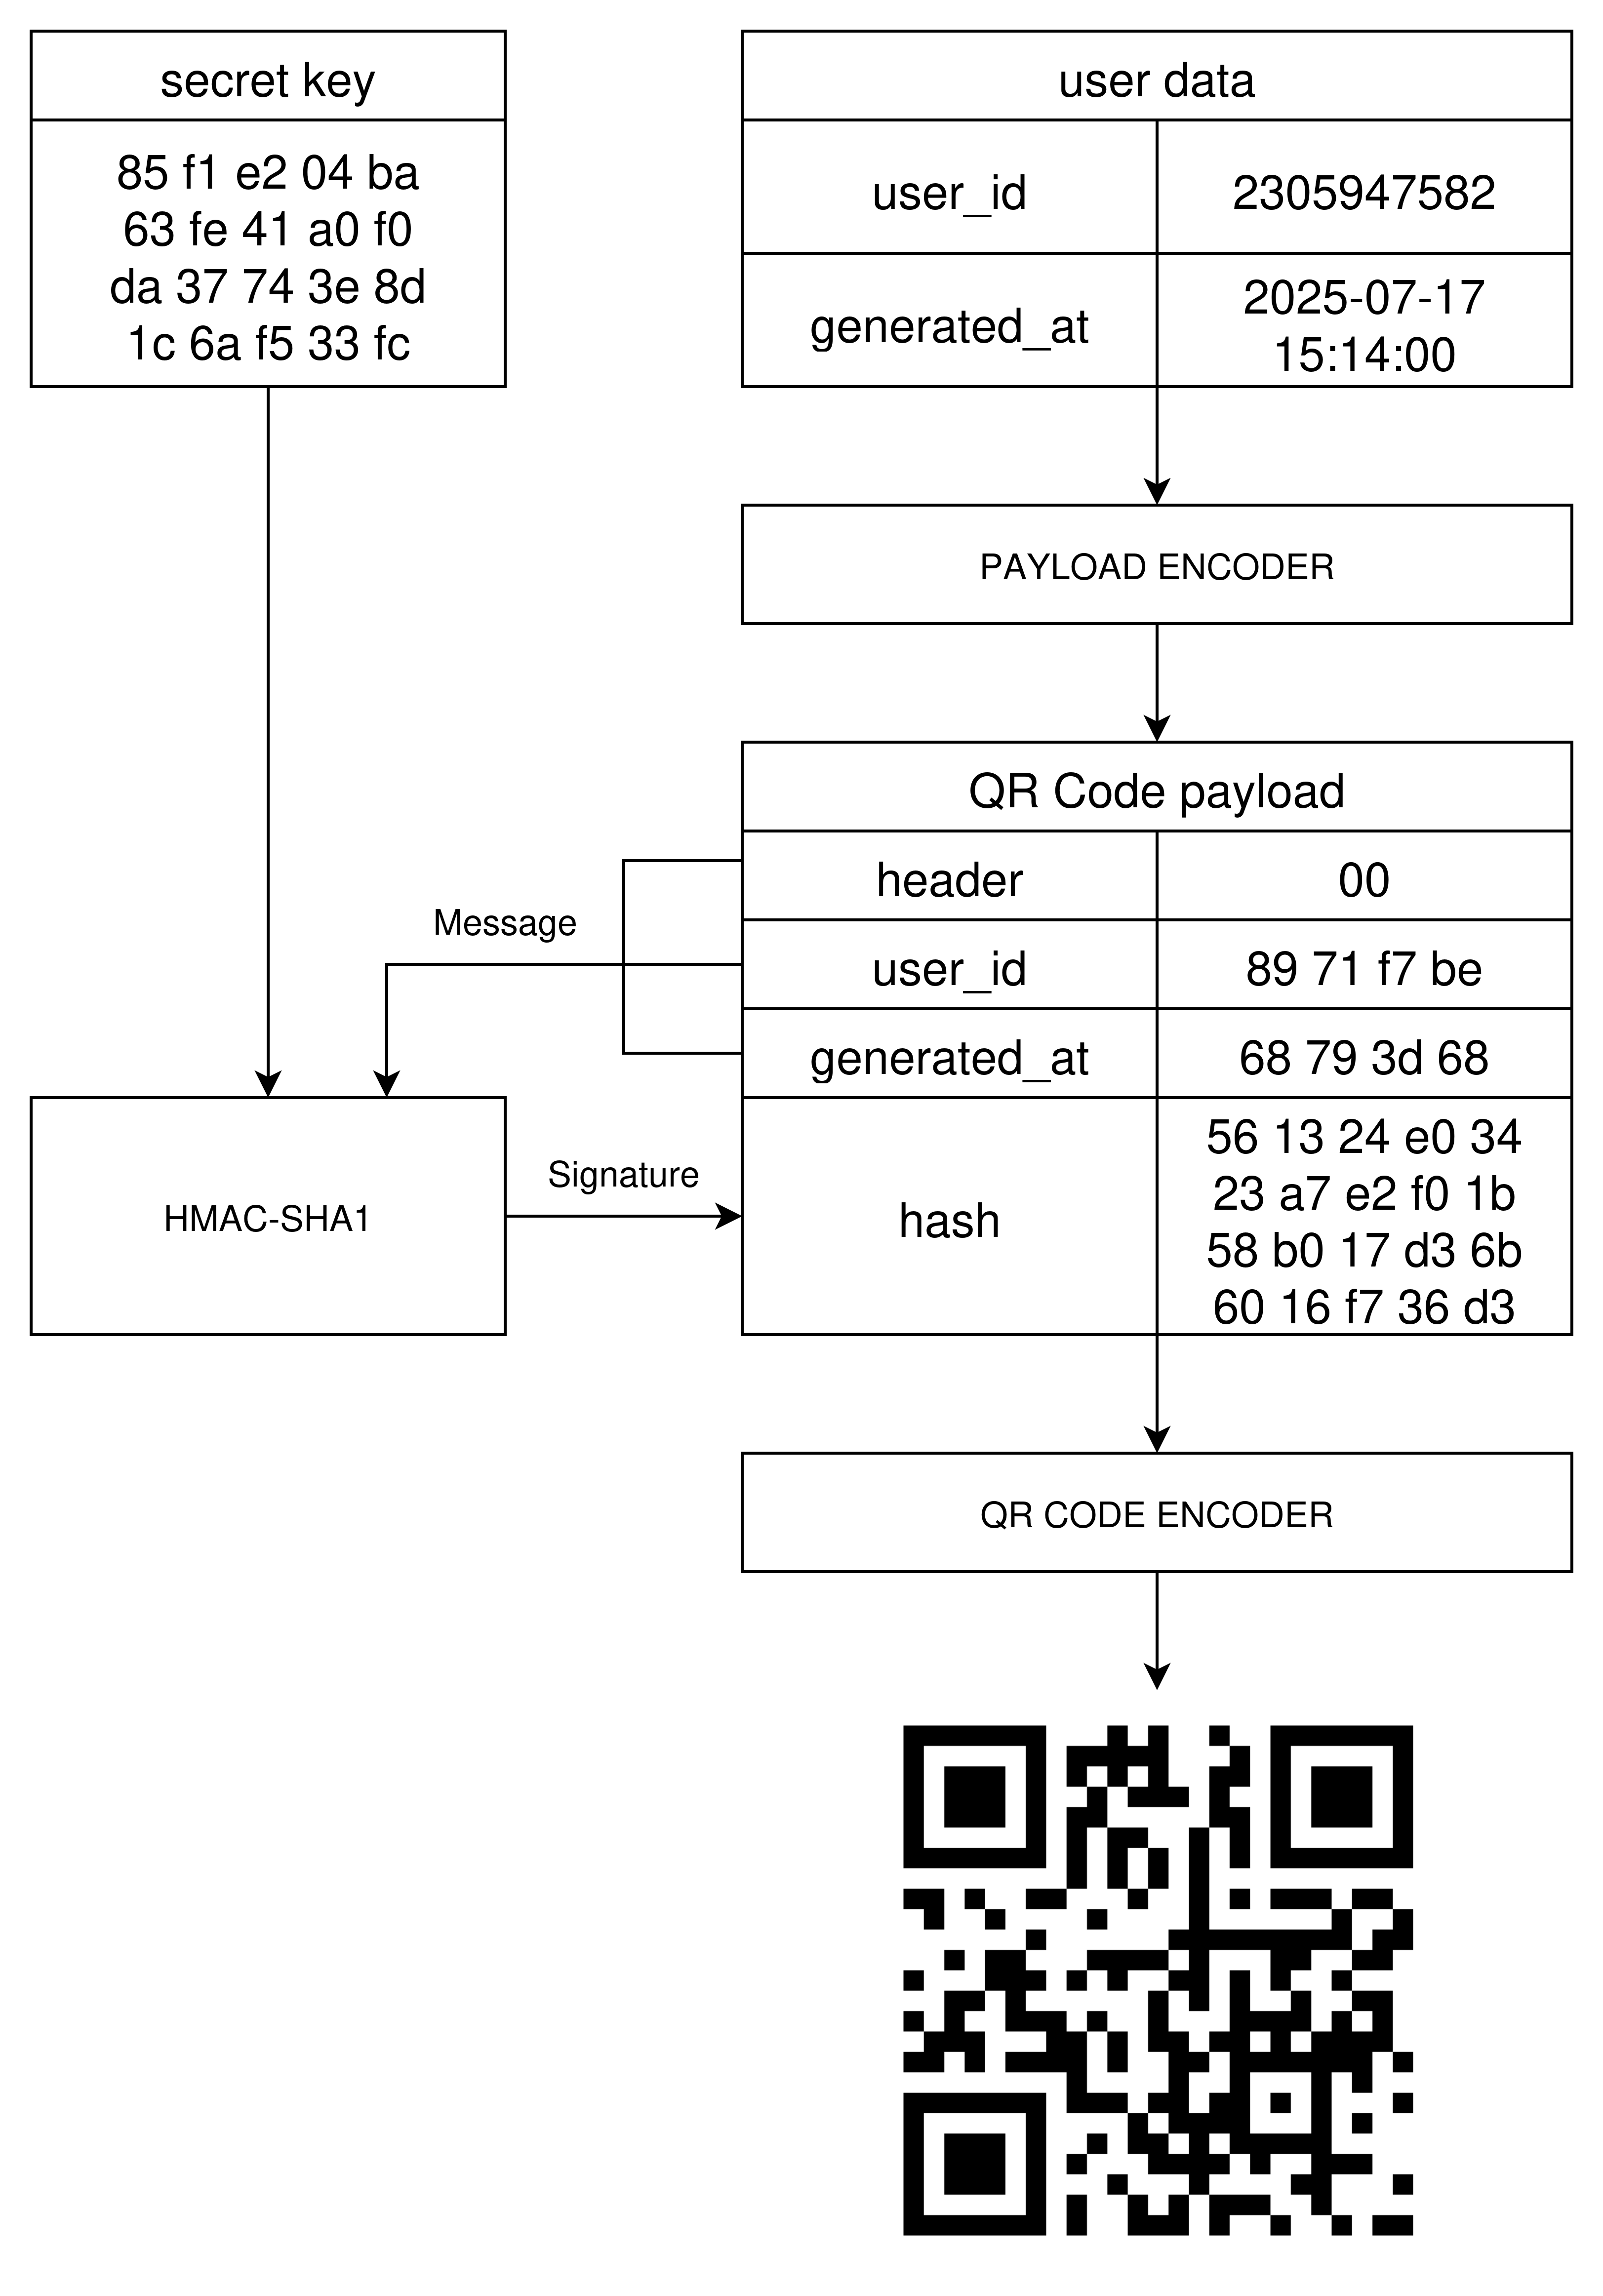 secret key
85 f1 e2 04 ba
63 fe 41 a0 f0
da 37 74 3e 8d
1c 6a f5 33 fc
user data
user_id
2305947582
generated_at
2025-07-17
15:14:00
PAYLOAD ENCODER
QR Code payload
header
00
Message
user_id
89 71 f7 be
generated_at
68 79 3d 68
HMAC-SHA1
Signature
hash
56 13 24 e0 34
23 a7 e2 f0 1b
58 b0 17 d3 6b
60 16 f7 36 d3
QR CODE ENCODER